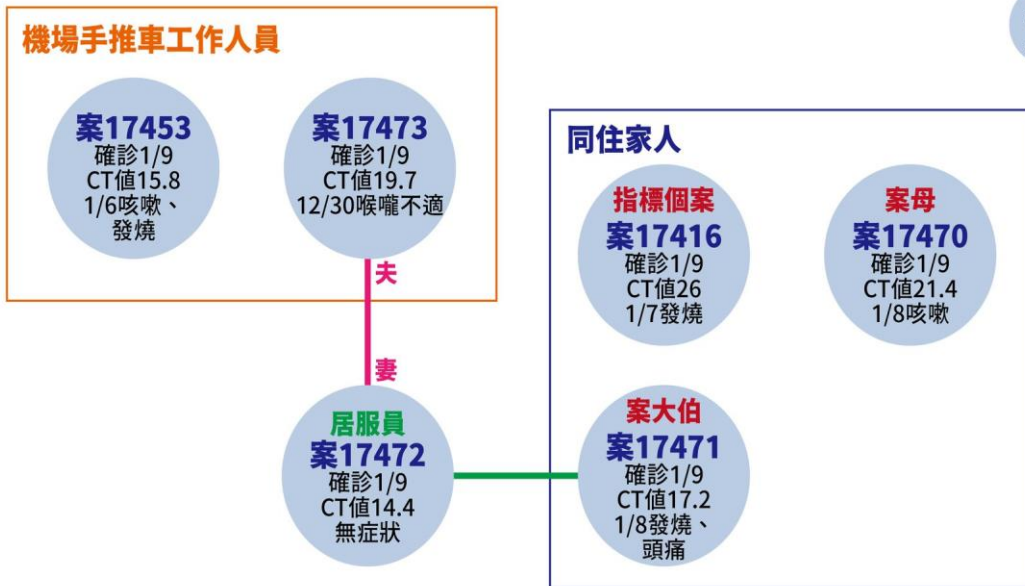 機場手推車工作人員
案17453
確診1/9
CT值15.8
1/6咳嗽、
發燒
案17473
確診1/9
CT值19.7
12/30喉嚨不適
夫
妻
居服員
案17472
確診1/9
CT值14.4
無症狀
同住家人
指標個案
案17416
確診1/9
CT值26
1/7發燒
案母
案17470
確診1/9
CT值21.4
1/8咳嗽
案大伯
案17471
確診1/9
CT值17.2
1/8發燒、
頭痛